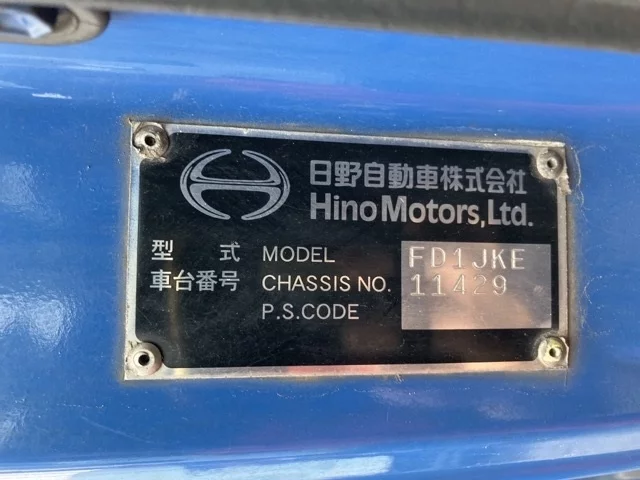 日野自動車株式会社
Hino Motors, Ltd.
型 式 MODEL FD1JKE
車台番号 CHASSIS NO. 11429
P.S.CODE